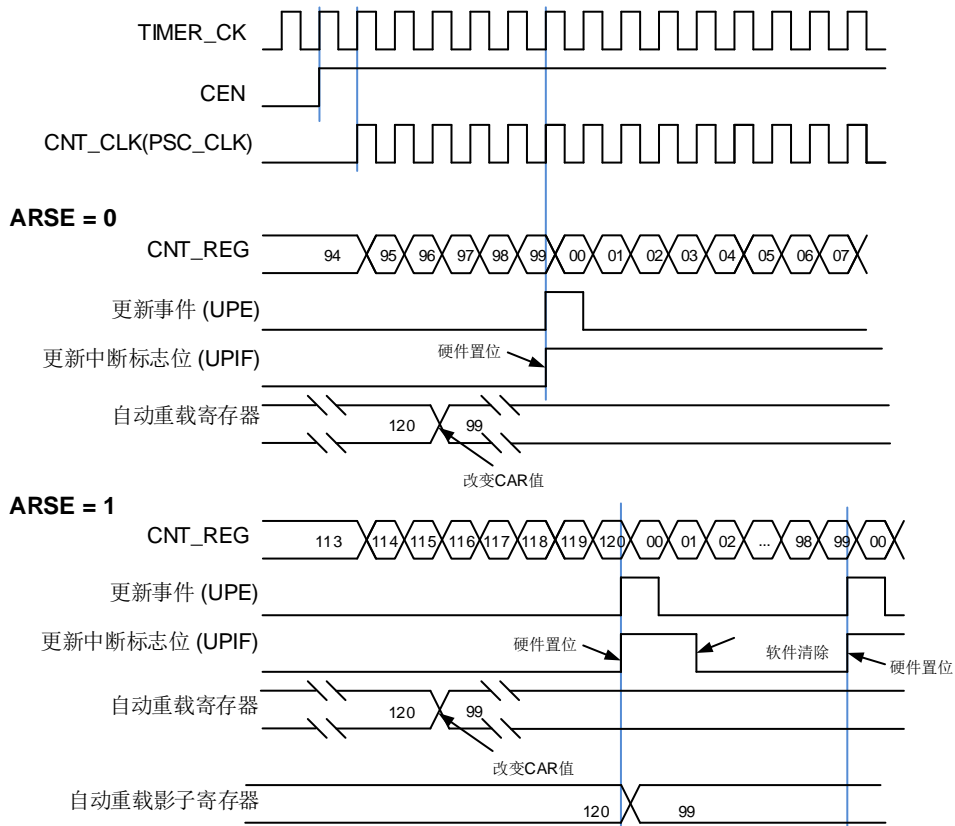 TIMER_CK
CEN
CNT_CLK(PSC_CLK)
ARSE = 0
CNT_REG 94 95 96 97 98 99 00 01 02 03 04 05 06 07
更新事件 (UPE)
更新中断标志位 (UPIF) 硬件置位
自动重载寄存器 120 99
改变CAR值
ARSE = 1
CNT_REG 113 114 115 116 117 118 119 120 00 01 02 ... 98 99 00
更新事件 (UPE)
更新中断标志位 (UPIF) 硬件置位 软件清除 硬件置位
自动重载寄存器 120 99
改变CAR值
自动重载影子寄存器 120 99